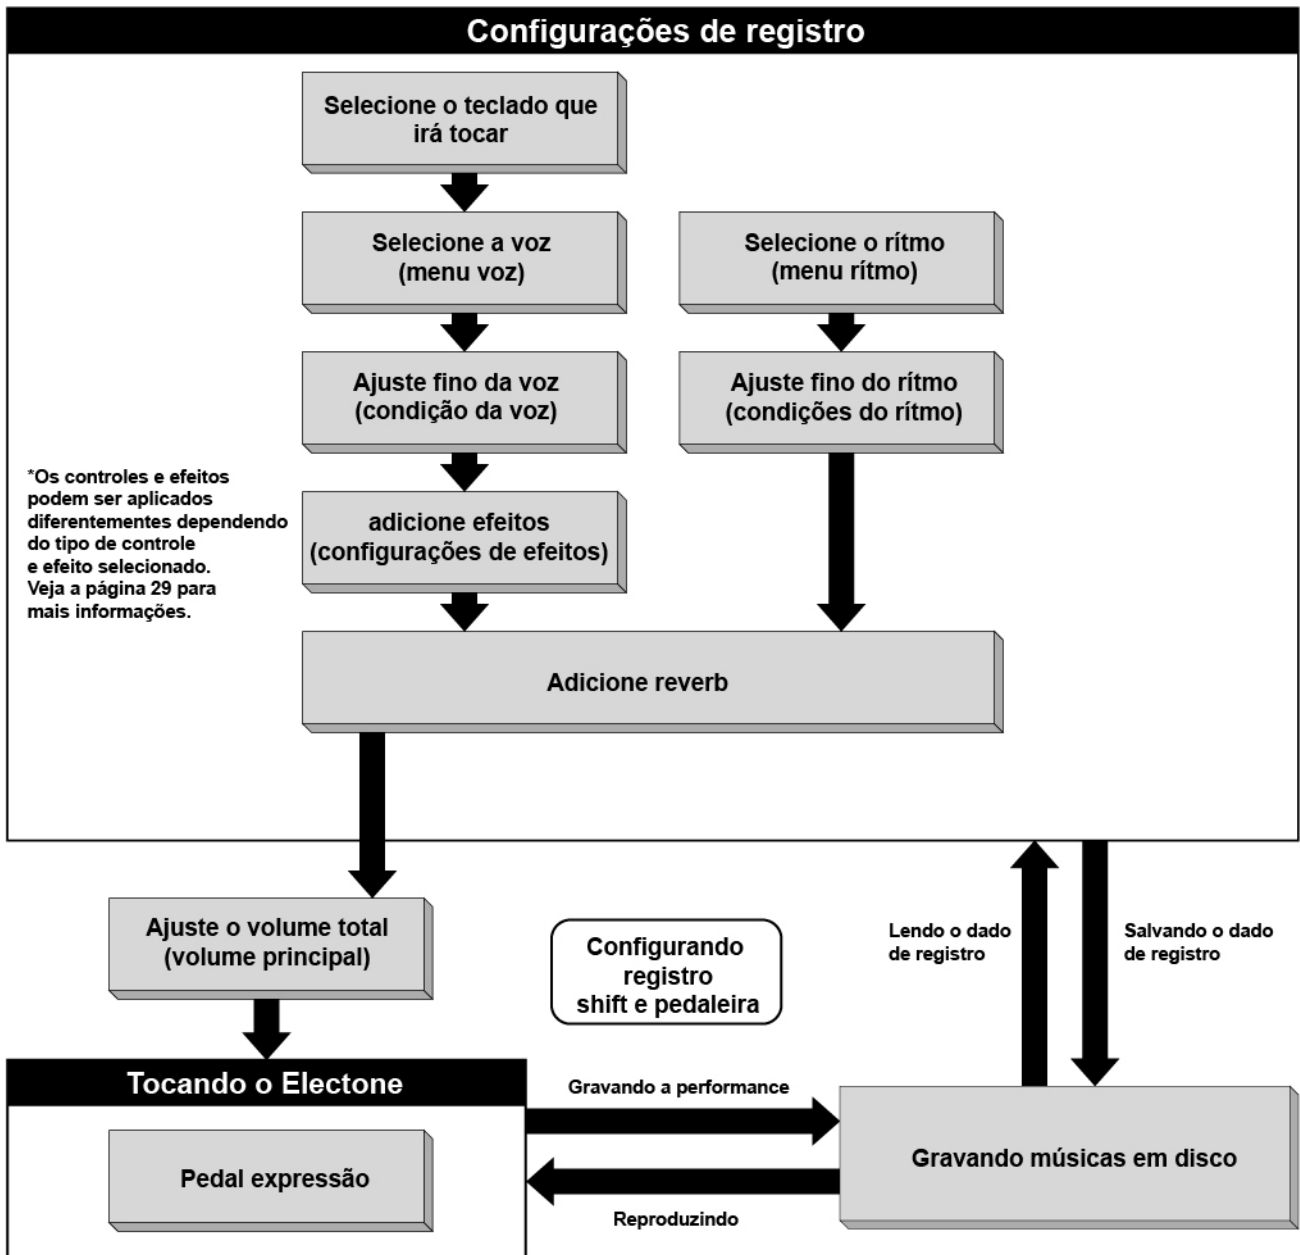 Configurações de registro
Selecione o teclado que
irá tocar
Selecione a voz
(menu voz)
Selecione o rítmo
(menu rítmo)
Ajuste fino da voz
(condição da voz)
Ajuste fino do rítmo
(condições do rítmo)
*Os controles e efeitos
podem ser aplicados
diferentementes dependendo
do tipo de controle
e efeito selecionado.
Veja a página 29 para
mais informações.
adicione efeitos
(configurações de efeitos)
Adicione reverb
Ajuste o volume total
(volume principal)
Configurando
registro
shift e pedaleira
Lendo o dado
de registro
Salvando o dado
de registro
Tocando o Electone
Pedal expressão
Gravando a performance
Reproduzindo
Gravando músicas em disco